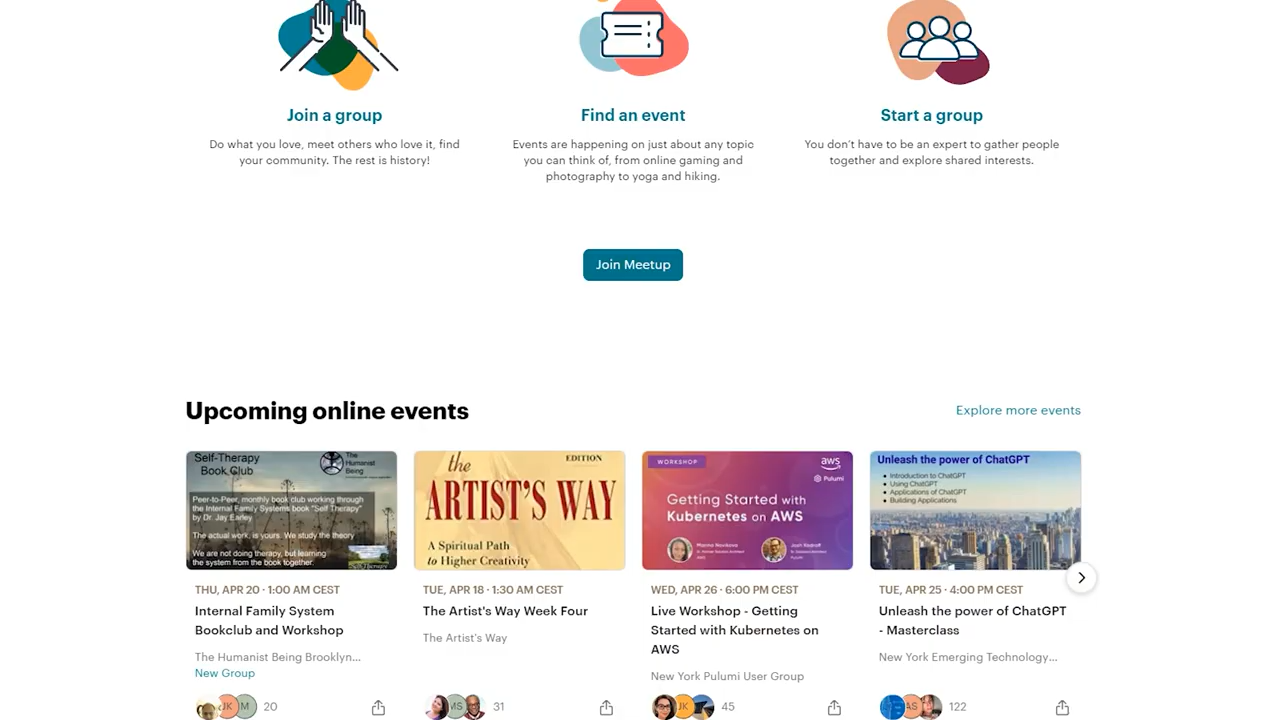 Join a group
Do what you love, meet others who love it, find
your community. The rest is history!
Find an event
Events are happening on just about any topic
you can think of, from online gaming and
photography to yoga and hiking.
Start a group
You don't have to be an expert to gather people
together and explore shared interests.
Join Meetup
Upcoming online events
Explore more events
Self-Therapy
Book Club
The
Humanist
Being
Peer-to-Peer, monthly book club working through
the Internal Family Systems book "Self Therapy"
by Dr. Jay Earley
The actual work, is yours. We study the theory
We are not doing therapy, but learning
the system from the book together.
THU, APR 20 · 1:00 AM CEST
Internal Family System
Bookclub and Workshop
The Humanist Being Brooklyn...
New Group
JK M 20
the
EDITION
ARTIST'S WAY
A Spiritual Path
to Higher Creativity
TUE, APR 18 · 1:30 AM CEST
The Artist's Way Week Four
The Artist's Way
MS 31
WORKSHOP
aws
Pulumi
Getting Started with
Kubernetes on AWS
WED, APR 26 · 6:00 PM CEST
Live Workshop - Getting
Started with Kubernetes on
AWS
New York Pulumi User Group
JK 45
Unleash the power of ChatGPT
Introduction to ChatGPT
Using ChatGPT
Applications of ChatGPT
Building Applications
TUE, APR 25 · 4:00 PM CEST
Unleash the power of ChatGPT
- Masterclass
New York Emerging Technology...
AS 122